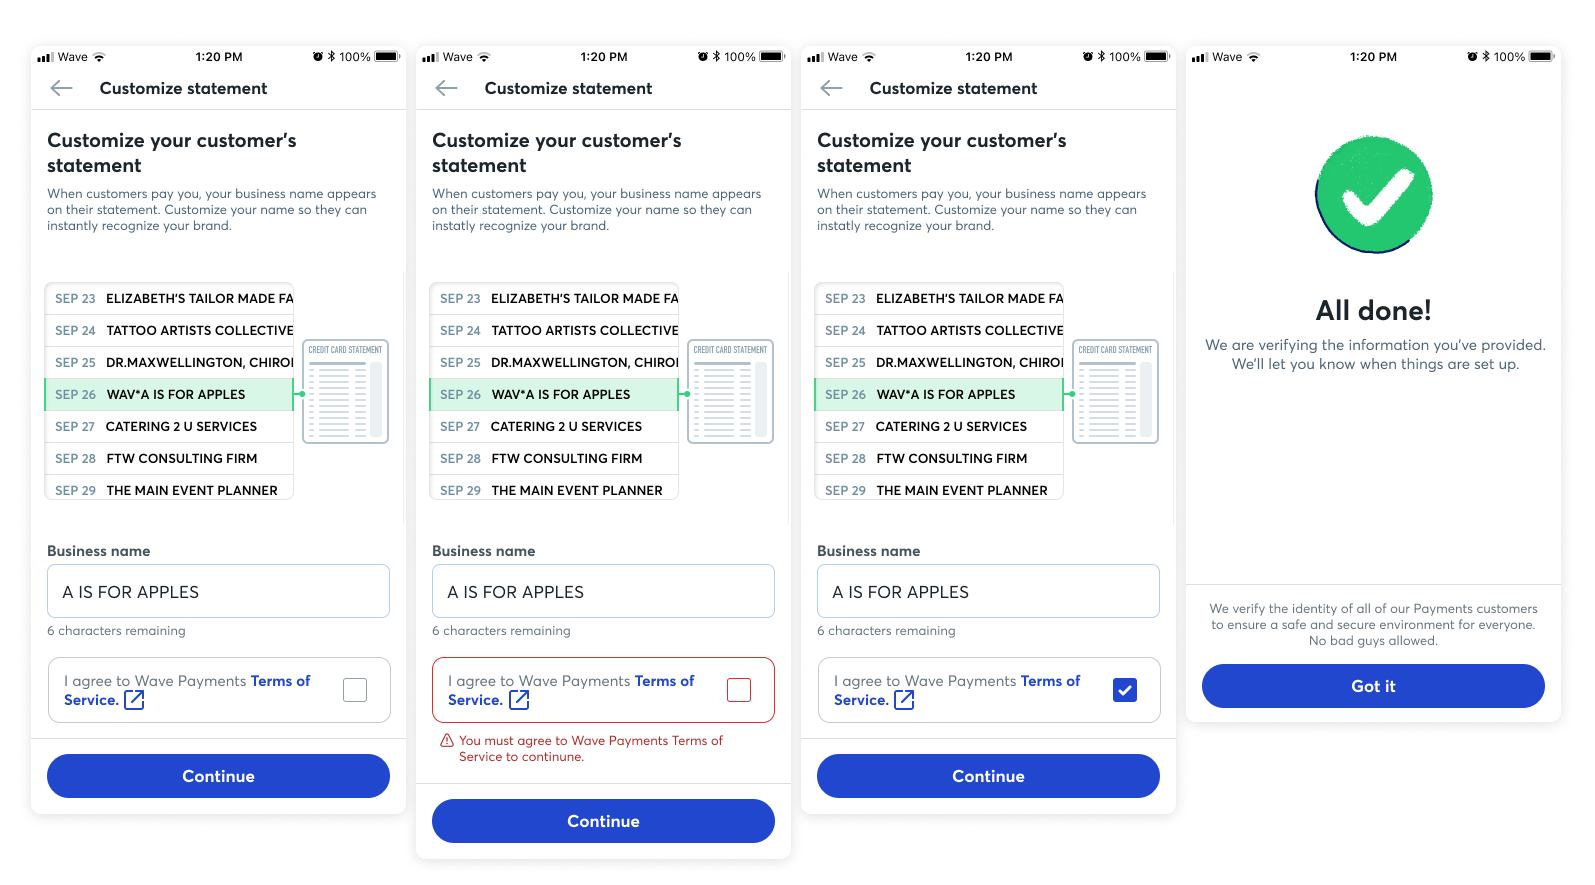 Wave 1:20 PM 100%
Customize statement
Customize your customer's
statement
When customers pay you, your business name appears
on their statement. Customize your name so they can
instantly recognize your brand.
SEP 23 ELIZABETH'S TAILOR MADE FA
SEP 24 TATTOO ARTISTS COLLECTIVE
SEP 25 DR.MAXWELLINGTON, CHIROI
SEP 26 WAV*A IS FOR APPLES
SEP 27 CATERING 2 U SERVICES
SEP 28 FTW CONSULTING FIRM
SEP 29 THE MAIN EVENT PLANNER
CREDIT CARD STATEMENT
Business name
A IS FOR APPLES
6 characters remaining
I agree to Wave Payments Terms of
Service.
Continue
Wave 1:20 PM 100%
Customize statement
Customize your customer's
statement
When customers pay you, your business name appears
on their statement. Customize your name so they can
instatly recognize your brand.
SEP 23 ELIZABETH'S TAILOR MADE FA
SEP 24 TATTOO ARTISTS COLLECTIVE
SEP 25 DR.MAXWELLINGTON, CHIROI
SEP 26 WAV*A IS FOR APPLES
SEP 27 CATERING 2 U SERVICES
SEP 28 FTW CONSULTING FIRM
SEP 29 THE MAIN EVENT PLANNER
CREDIT CARD STATEMENT
Business name
A IS FOR APPLES
6 characters remaining
I agree to Wave Payments Terms of
Service.
You must agree to Wave Payments Terms of
Service to continune.
Continue
Wave 1:20 PM 100%
Customize statement
Customize your customer's
statement
When customers pay you, your business name appears
on their statement. Customize your name so they can
instatly recognize your brand.
SEP 23 ELIZABETH'S TAILOR MADE FA
SEP 24 TATTOO ARTISTS COLLECTIVE
SEP 25 DR.MAXWELLINGTON, CHIROI
SEP 26 WAV*A IS FOR APPLES
SEP 27 CATERING 2 U SERVICES
SEP 28 FTW CONSULTING FIRM
SEP 29 THE MAIN EVENT PLANNER
CREDIT CARD STATEMENT
Business name
A IS FOR APPLES
6 characters remaining
I agree to Wave Payments Terms of
Service.
Continue
Wave 1:20 PM 100%
All done!
We are verifying the information you've provided.
We'll let you know when things are set up.
We verify the identity of all of our Payments customers
to ensure a safe and secure environment for everyone.
No bad guys allowed.
Got it